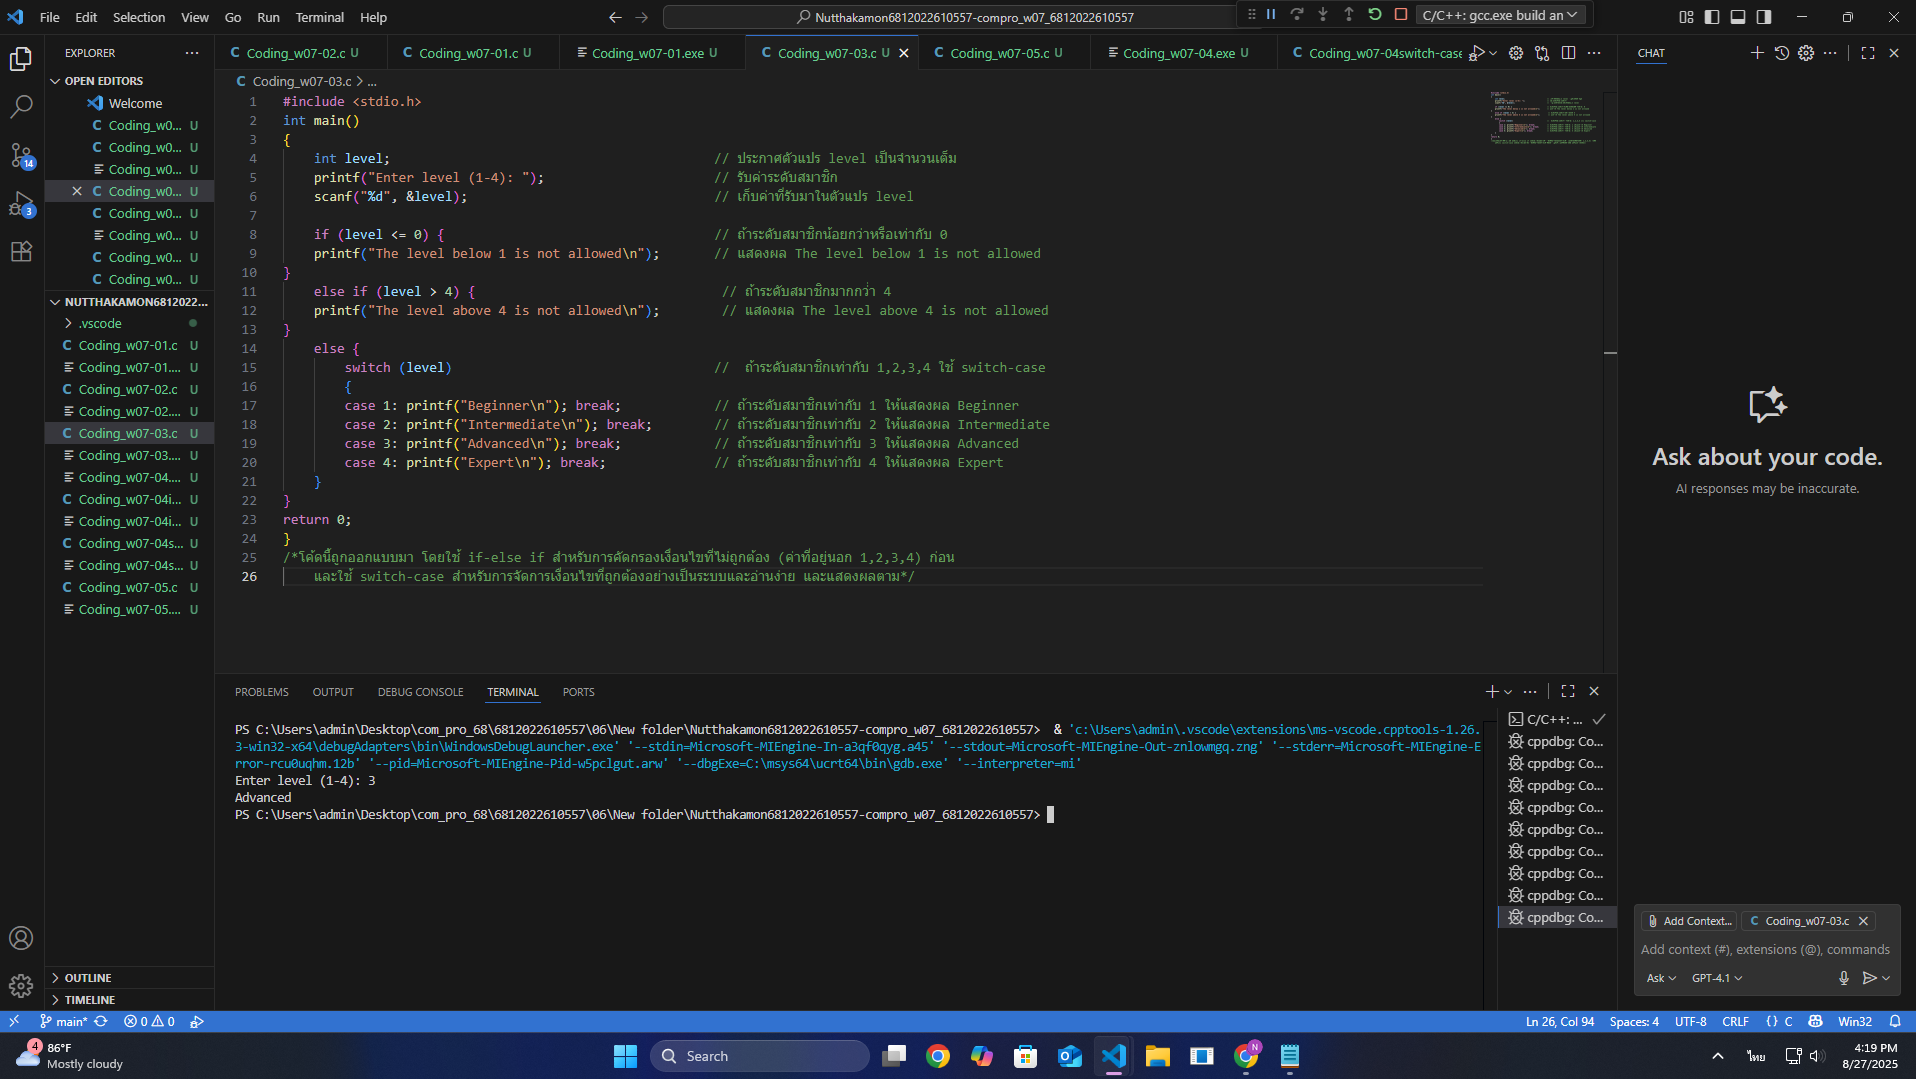 File Edit Selection View Go Run Terminal Help
Nutthakamon6812022610557-compro_w07_6812022610557
C/C++: gcc.exe build an
EXPLORER
Coding_w07-02.c U
Coding_w07-01.c U
Coding_w07-01.exe U
Coding_w07-03.c U
Coding_w07-05.c U
Coding_w07-04.exe U
Coding_w07-04switch-case
CHAT
OPEN EDITORS
Welcome
Coding_w0... U
Coding_w0... U
Coding_w0... U
Coding_w0... U
Coding_w0... U
Coding_w0... U
Coding_w0... U
Coding_w0... U
14
3
NUTTHAKAMON6812022...
.vscode
Coding_w07-01.c U
Coding_w07-01.... U
Coding_w07-02.c U
Coding_w07-02.... U
Coding_w07-03.c U
Coding_w07-03.... U
Coding_w07-04.... U
Coding_w07-04i... U
Coding_w07-04i... U
Coding_w07-04s... U
Coding_w07-04s... U
Coding_w07-05.c U
Coding_w07-05.... U
OUTLINE
TIMELINE
Coding_w07-03.c > ...
1 #include <stdio.h>
2 int main()
3 {
4 int level; // ประกาศตัวแปร level เป็นจำนวนเต็ม
5 printf("Enter level (1-4): "); // รับค่าระดับสมาชิก
6 scanf("%d", &level); // เก็บค่าที่รับมาในตัวแปร level
7
8 if (level <= 0) { // ถ้าระดับสมาชิกน้อยกว่าหรือเท่ากับ 0
9 printf("The level below 1 is not allowed\n"); // แสดงผล The level below 1 is not allowed
10 }
11 else if (level > 4) { // ถ้าระดับสมาชิกมากกว่า 4
12 printf("The level above 4 is not allowed\n"); // แสดงผล The level above 4 is not allowed
13 }
14 else {
15 switch (level) // ถ้าระดับสมาชิกเท่ากับ 1,2,3,4 ใช้ switch-case
16 {
17 case 1: printf("Beginner\n"); break; // ถ้าระดับสมาชิกเท่ากับ 1 ให้แสดงผล Beginner
18 case 2: printf("Intermediate\n"); break; // ถ้าระดับสมาชิกเท่ากับ 2 ให้แสดงผล Intermediate
19 case 3: printf("Advanced\n"); break; // ถ้าระดับสมาชิกเท่ากับ 3 ให้แสดงผล Advanced
20 case 4: printf("Expert\n"); break; // ถ้าระดับสมาชิกเท่ากับ 4 ให้แสดงผล Expert
21 }
22 }
23 return 0;
24 }
25 /*โค้ดนี้ถูกออกแบบมา โดยใช้ if-else if สำหรับการคัดกรองเงื่อนไขที่ไม่ถูกต้อง (ค่าที่อยู่นอก 1,2,3,4) ก่อน
26 และใช้ switch-case สำหรับการจัดการเงื่อนไขที่ถูกต้องอย่างเป็นระบบและอ่านง่าย และแสดงผลตาม*/
PROBLEMS OUTPUT DEBUG CONSOLE TERMINAL PORTS
PS C:\Users\admin\Desktop\com_pro_68\6812022610557\06\New folder\Nutthakamon6812022610557-compro_w07_6812022610557> & 'c:\Users\admin\.vscode\extensions\ms-vscode.cpptools-1.26.
3-win32-x64\debugAdapters\bin\WindowsDebugLauncher.exe' '--stdin=Microsoft-MIEngine-In-a3qf0qyg.a45' '--stdout=Microsoft-MIEngine-Out-znlowmgq.zng' '--stderr=Microsoft-MIEngine-E
rror-rcu0uqhm.12b' '--pid=Microsoft-MIEngine-Pid-w5pclgut.arw' '--dbgExe=C:\msys64\ucrt64\bin\gdb.exe' '--interpreter=mi'
Enter level (1-4): 3
Advanced
PS C:\Users\admin\Desktop\com_pro_68\6812022610557\06\New folder\Nutthakamon6812022610557-compro_w07_6812022610557>
C/C++: ...
cppdbg: Co...
cppdbg: Co...
cppdbg: Co...
cppdbg: Co...
cppdbg: Co...
cppdbg: Co...
cppdbg: Co...
cppdbg: Co...
cppdbg: Co...
Ask about your code.
AI responses may be inaccurate.
Add Context...
Coding_w07-03.c
Add context (#), extensions (@), commands
Ask GPT-4.1
main* 0 0
Ln 26, Col 94 Spaces: 4 UTF-8 CRLF {} C Win32
4
86°F
Mostly cloudy
Search
N
ไทย
4:19 PM
8/27/2025